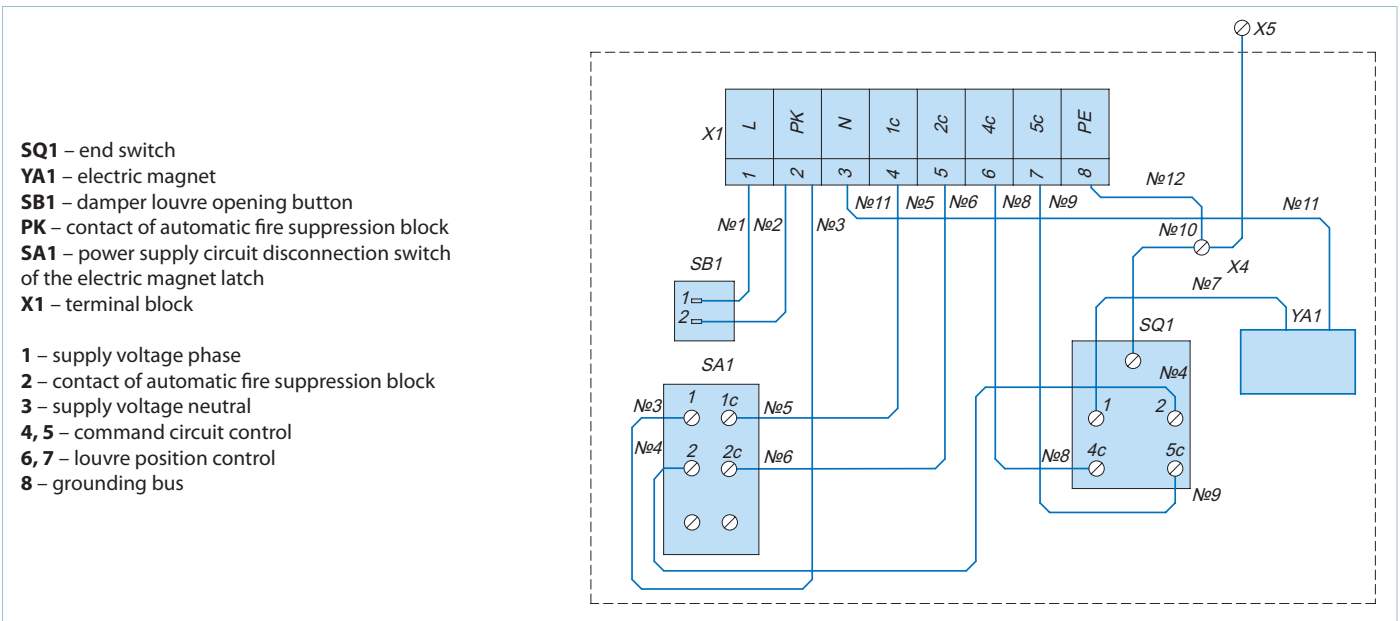 SQ1 – end switch
YA1 – electric magnet
SB1 – damper louvre opening button
PK – contact of automatic fire suppression block
SA1 – power supply circuit disconnection switch
of the electric magnet latch
X1 – terminal block
1 – supply voltage phase
2 – contact of automatic fire suppression block
3 – supply voltage neutral
4, 5 – command circuit control
6, 7 – louvre position control
8 – grounding bus
X5
X1
L PK N 1c 2c 4c 5c PE
1 2 3 4 5 6 7 8
№12
№1 №2 №3 №11 №5 №6 №8 №9 №10 №11
X4
SB1
1
2
№7
YA1
SQ1
SA1
№4
№3 1 1c №5
1 2
№4 2 2c №6
№8 4c 5c
№9